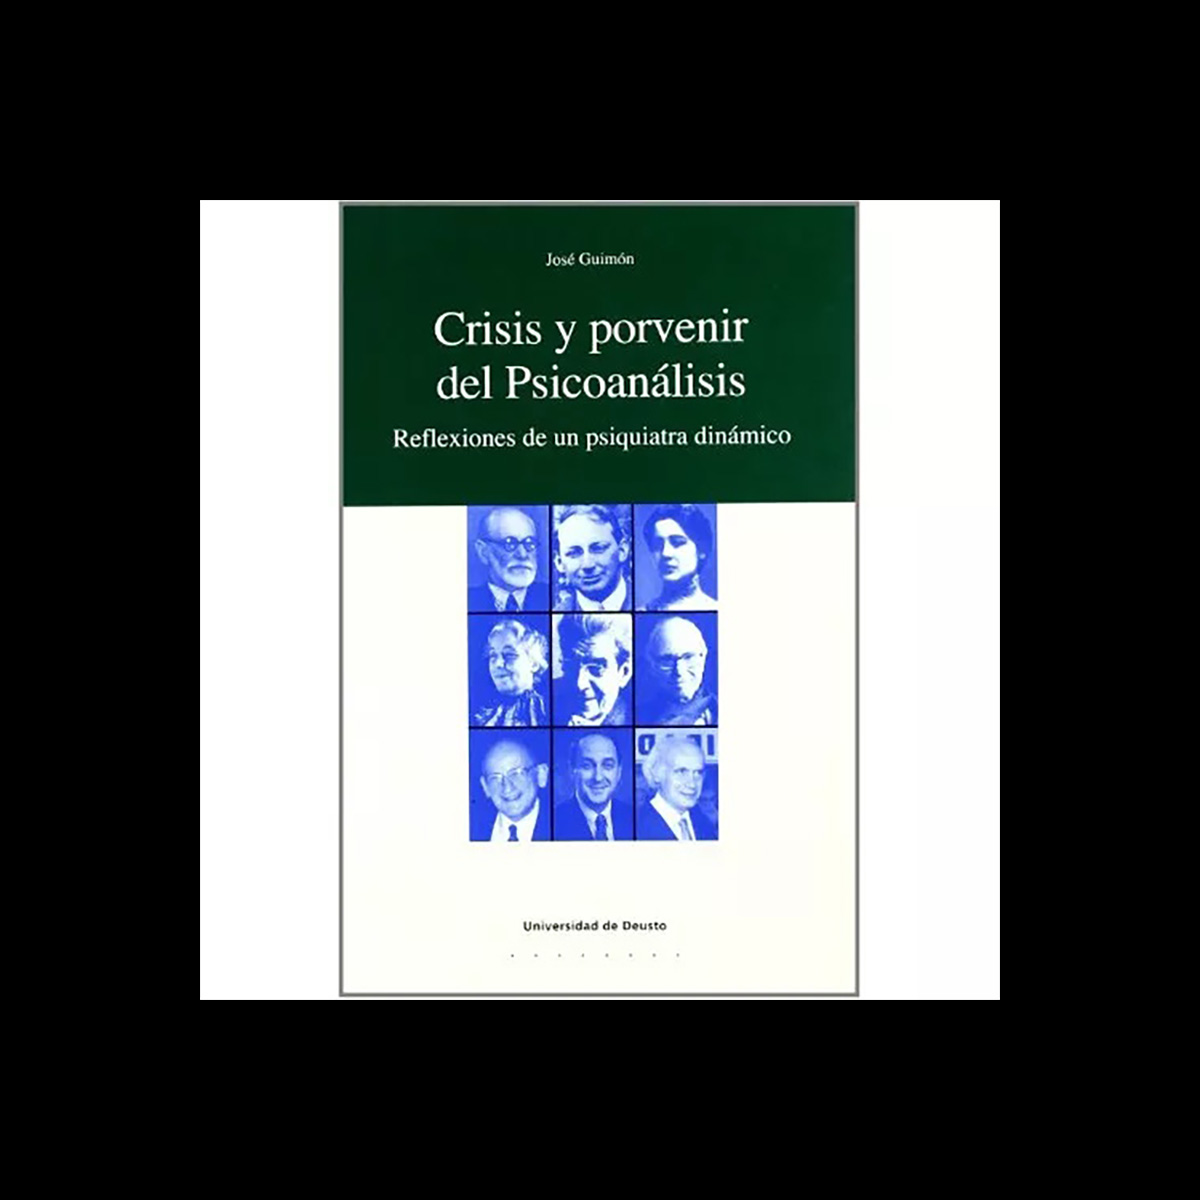 José Guimón
Crisis y porvenir
del Psicoanálisis
Reflexiones de un psiquiatra dinámico
Universidad de Deusto